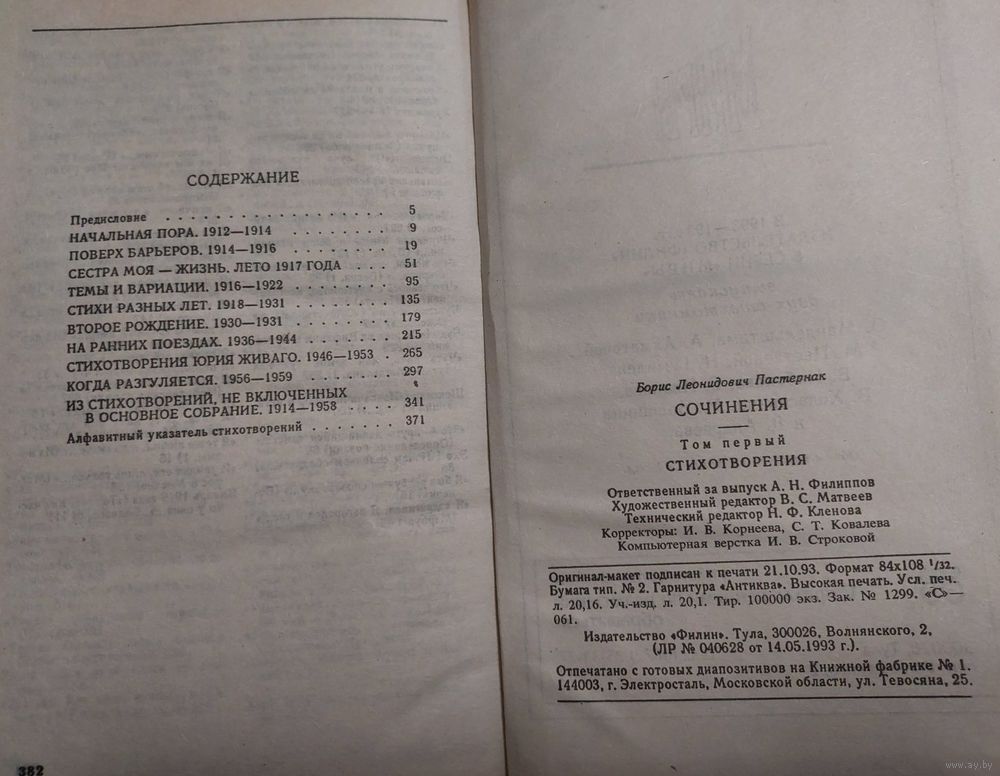 СОДЕРЖАНИЕ
Предисловие . . . . . . . . . . . . . . . . . . 5
НАЧАЛЬНАЯ ПОРА. 1912—1914 . . . . . . . . 9
ПОВЕРХ БАРЬЕРОВ. 1914—1916 . . . . . . . . 19
СЕСТРА МОЯ — ЖИЗНЬ. ЛЕТО 1917 ГОДА . . . 51
ТЕМЫ И ВАРИАЦИИ. 1916—1922 . . . . . . . . 95
СТИХИ РАЗНЫХ ЛЕТ. 1918—1931 . . . . . . . . 135
ВТОРОЕ РОЖДЕНИЕ. 1930—1931 . . . . . . . . 179
НА РАННИХ ПОЕЗДАХ. 1936—1944 . . . . . . . 215
СТИХОТВОРЕНИЯ ЮРИЯ ЖИВАГО. 1946—1953 . 265
КОГДА РАЗГУЛЯЕТСЯ. 1956—1959 . . . . . . . 297
ИЗ СТИХОТВОРЕНИЙ, НЕ ВКЛЮЧЕННЫХ
В ОСНОВНОЕ СОБРАНИЕ. 1914—1958 . . . . 341
Алфавитный указатель стихотворений . . . . . . . 371
382
Борис Леонидович Пастернак
СОЧИНЕНИЯ
Том первый
СТИХОТВОРЕНИЯ
Ответственный за выпуск А. Н. Филиппов
Художественный редактор В. С. Матвеев
Технический редактор Н. Ф. Кленова
Корректоры: И. В. Корнеева, С. Т. Ковалева
Компьютерная верстка И. В. Строковой
Оригинал-макет подписан к печати 21.10.93. Формат 84x108 1/32.
Бумага тип. № 2. Гарнитура «Антиква». Высокая печать. Усл. печ.
л. 20,16. Уч.-изд. л. 20,1. Тир. 100000 экз. Зак. № 1299. «С»—
061.
Издательство «Филин». Тула, 300026, Волнянского, 2,
(ЛР № 040628 от 14.05.1993 г.).
Отпечатано с готовых диапозитивов на Книжной фабрике № 1.
144003, г. Электросталь, Московской области, ул. Тевосяна, 25.
www.ay.by